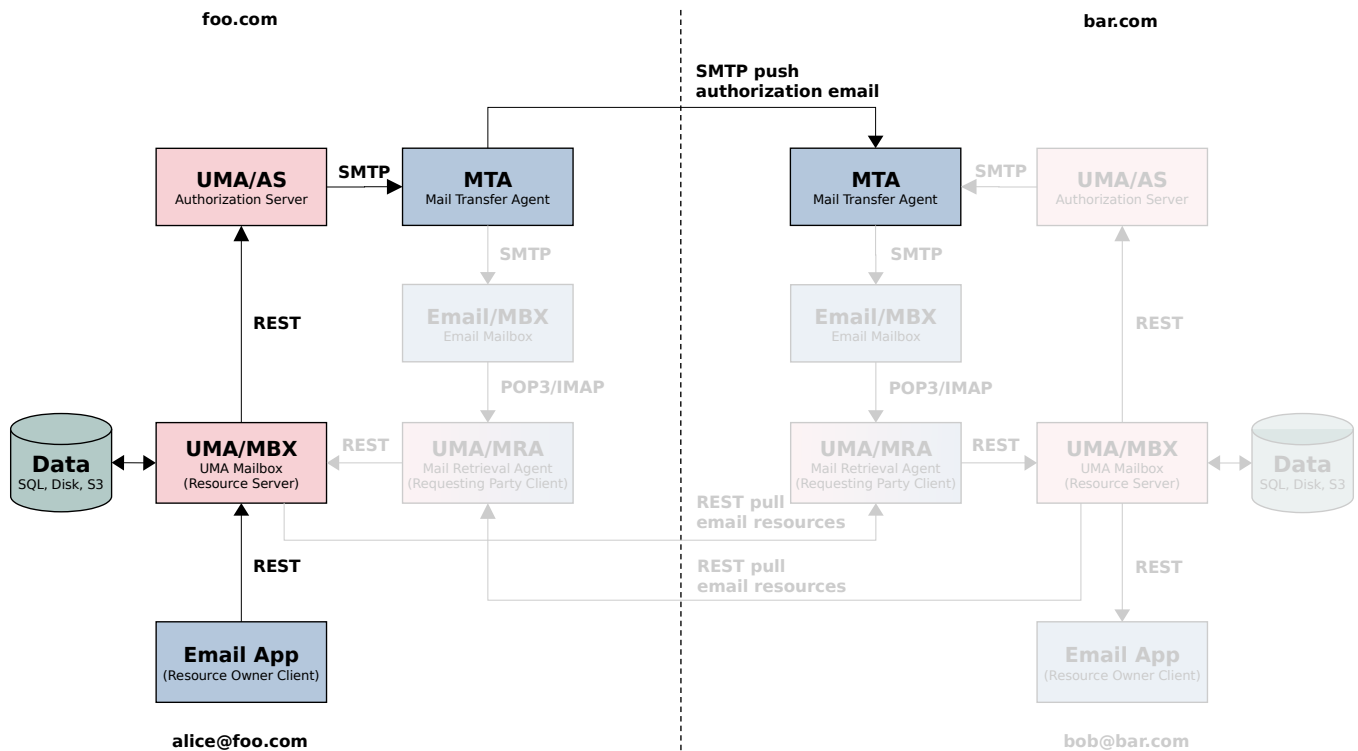 foo.com
bar.com
SMTP push
authorization email
UMA/AS
Authorization Server
SMTP
MTA
Mail Transfer Agent
MTA
Mail Transfer Agent
SMTP
UMA/AS
Authorization Server
SMTP
SMTP
REST
Email/MBX
Email Mailbox
Email/MBX
Email Mailbox
REST
POP3/IMAP
POP3/IMAP
Data
SQL, Disk, S3
UMA/MBX
UMA Mailbox
(Resource Server)
REST
UMA/MRA
Mail Retrieval Agent
(Requesting Party Client)
UMA/MRA
Mail Retrieval Agent
(Requesting Party Client)
REST
UMA/MBX
UMA Mailbox
(Resource Server)
Data
SQL, Disk, S3
REST pull
email resources
REST
REST pull
email resources
REST
Email App
(Resource Owner Client)
Email App
(Resource Owner Client)
alice@foo.com
bob@bar.com